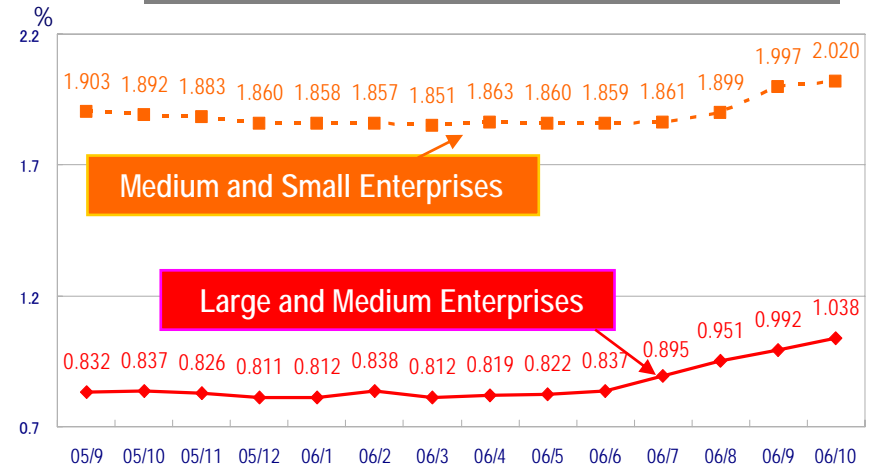 %
2.2
1.903 1.892 1.883 1.860 1.858 1.857 1.851 1.863 1.860 1.859 1.861 1.899 1.997 2.020
1.7
Medium and Small Enterprises
1.2
Large and Medium Enterprises
0.832 0.837 0.826 0.811 0.812 0.838 0.812 0.819 0.822 0.837 0.895 0.951 0.992 1.038
0.7
05/9 05/10 05/11 05/12 06/1 06/2 06/3 06/4 06/5 06/6 06/7 06/8 06/9 06/10